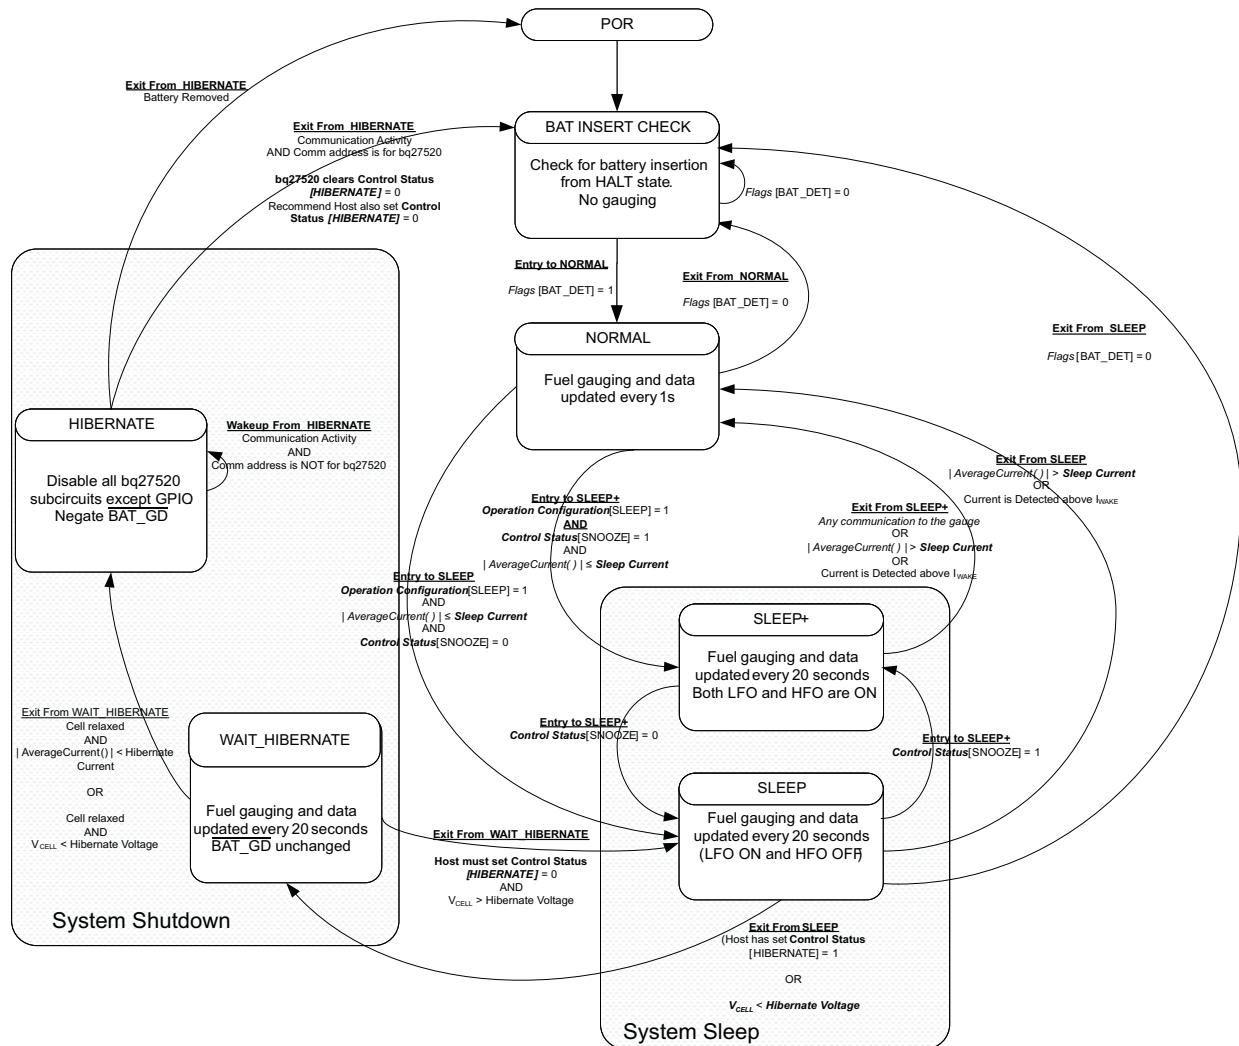 POR
Exit From HIBERNATE
Battery Removed
Exit From HIBERNATE
Communication Activity
AND Comm address is for bq27520
bq27520 clears Control Status
[HIBERNATE] = 0
Recommend Host also set Control
Status [HIBERNATE] = 0
BAT INSERT CHECK
Check for battery insertion
from HALT state.
No gauging
Flags [BAT_DET] = 0
Entry to NORMAL
Flags [BAT_DET] = 1
Exit From NORMAL
Flags [BAT_DET] = 0
Exit From SLEEP
Flags [BAT_DET] = 0
NORMAL
Fuel gauging and data
updated every 1s
HIBERNATE
Disable all bq27520
subcircuits except GPIO
Negate BAT_GD
Wakeup From HIBERNATE
Communication Activity
AND
Comm address is NOT for bq27520
Exit From SLEEP
| AverageCurrent( ) | > Sleep Current
OR
Current is Detected above IWAKE
Entry to SLEEP+
Operation Configuration[SLEEP] = 1
AND
Control Status[SNOOZE] = 1
AND
| AverageCurrent( ) | ≤ Sleep Current
Exit From SLEEP+
Any communication to the gauge
OR
| AverageCurrent( ) | > Sleep Current
OR
Current is Detected above IWAKE
Entry to SLEEP
Operation Configuration[SLEEP] = 1
AND
| AverageCurrent( ) | ≤ Sleep Current
AND
Control Status[SNOOZE] = 0
SLEEP+
Fuel gauging and data
updated every 20 seconds
Both LFO and HFO are ON
Entry to SLEEP+
Control Status[SNOOZE] = 0
Entry to SLEEP+
Control Status[SNOOZE] = 1
Exit From WAIT_HIBERNATE
Cell relaxed
AND
| AverageCurrent() | < Hibernate
Current
OR
Cell relaxed
AND
VCELL < Hibernate Voltage
WAIT_HIBERNATE
Fuel gauging and data
updated every 20 seconds
BAT_GD unchanged
SLEEP
Fuel gauging and data
updated every 20 seconds
(LFO ON and HFO OFF)
Exit From WAIT_HIBERNATE
Host must set Control Status
[HIBERNATE] = 0
AND
VCELL > Hibernate Voltage
Exit From SLEEP
(Host has set Control Status
[HIBERNATE] = 1
OR
VCELL < Hibernate Voltage
System Shutdown
System Sleep